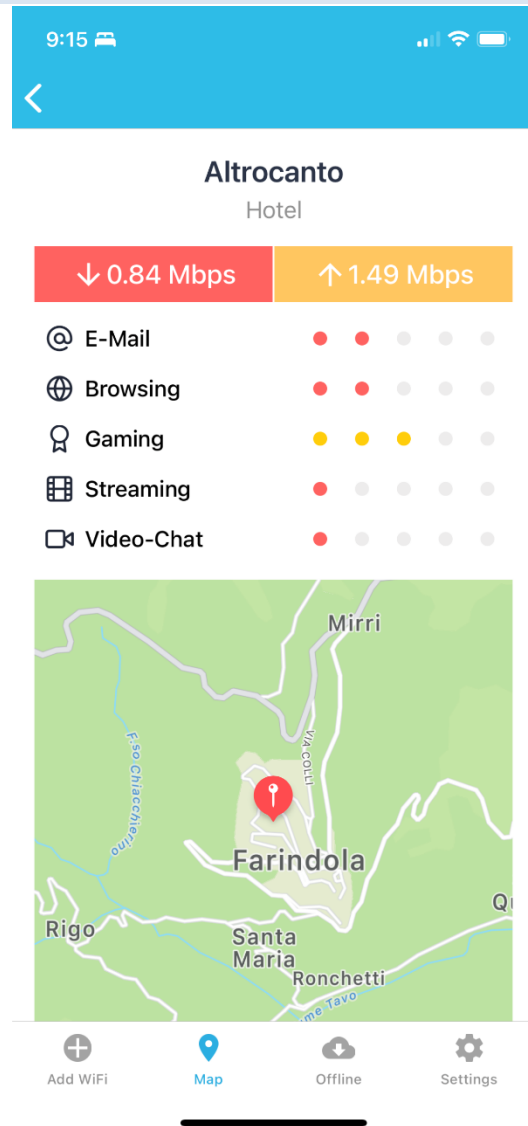 9:15
Altrocanto
Hotel
↓ 0.84 Mbps ↑ 1.49 Mbps
E-Mail
Browsing
Gaming
Streaming
Video-Chat
Mirri
VIA COLLI
F.so Chiacchierino
Farindola
Rigo
Santa
Maria
Ronchetti
Tavo
Add WiFi Map Offline Settings